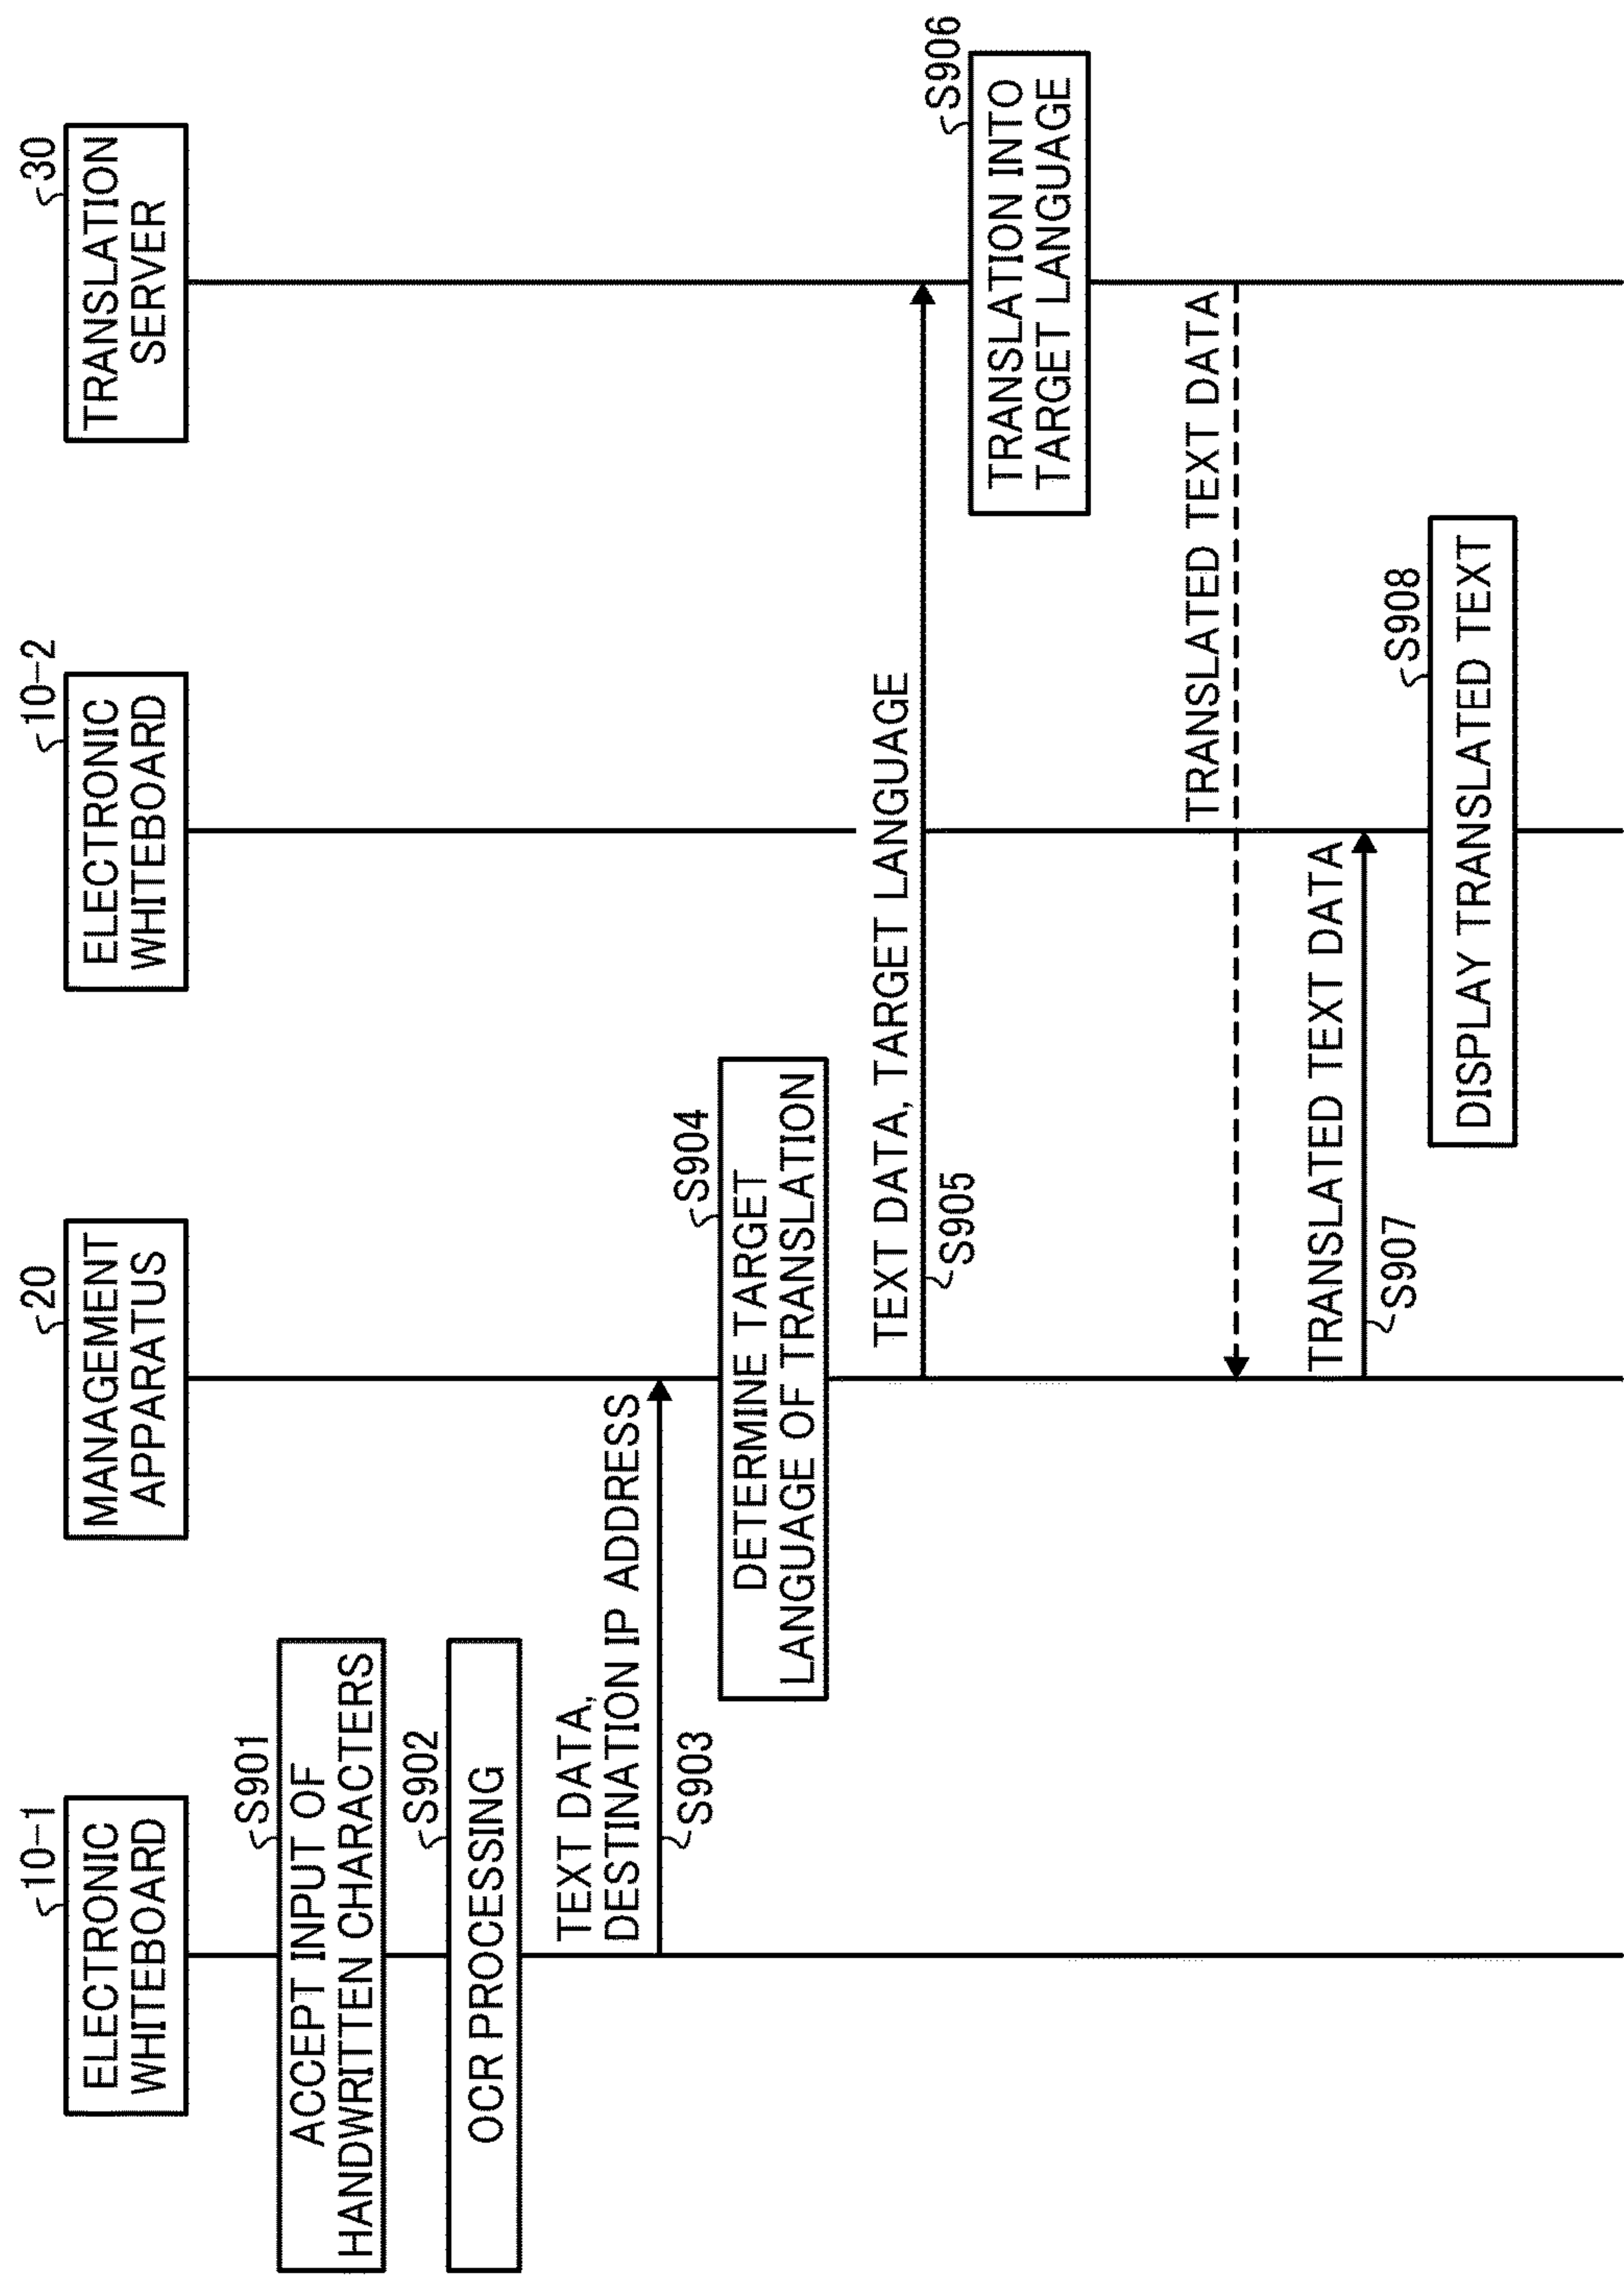 10-1
ELECTRONIC
WHITEBOARD
20
MANAGEMENT
APPARATUS
10-2
ELECTRONIC
WHITEBOARD
30
TRANSLATION
SERVER
S901
ACCEPT INPUT OF
HANDWRITTEN CHARACTERS
S902
OCR PROCESSING
TEXT DATA,
DESTINATION IP ADDRESS
S903
S904
DETERMINE TARGET
LANGUAGE OF TRANSLATION
TEXT DATA, TARGET LANGUAGE
S905
S906
TRANSLATION INTO
TARGET LANGUAGE
TRANSLATED TEXT DATA
TRANSLATED TEXT DATA
S907
S908
DISPLAY TRANSLATED TEXT